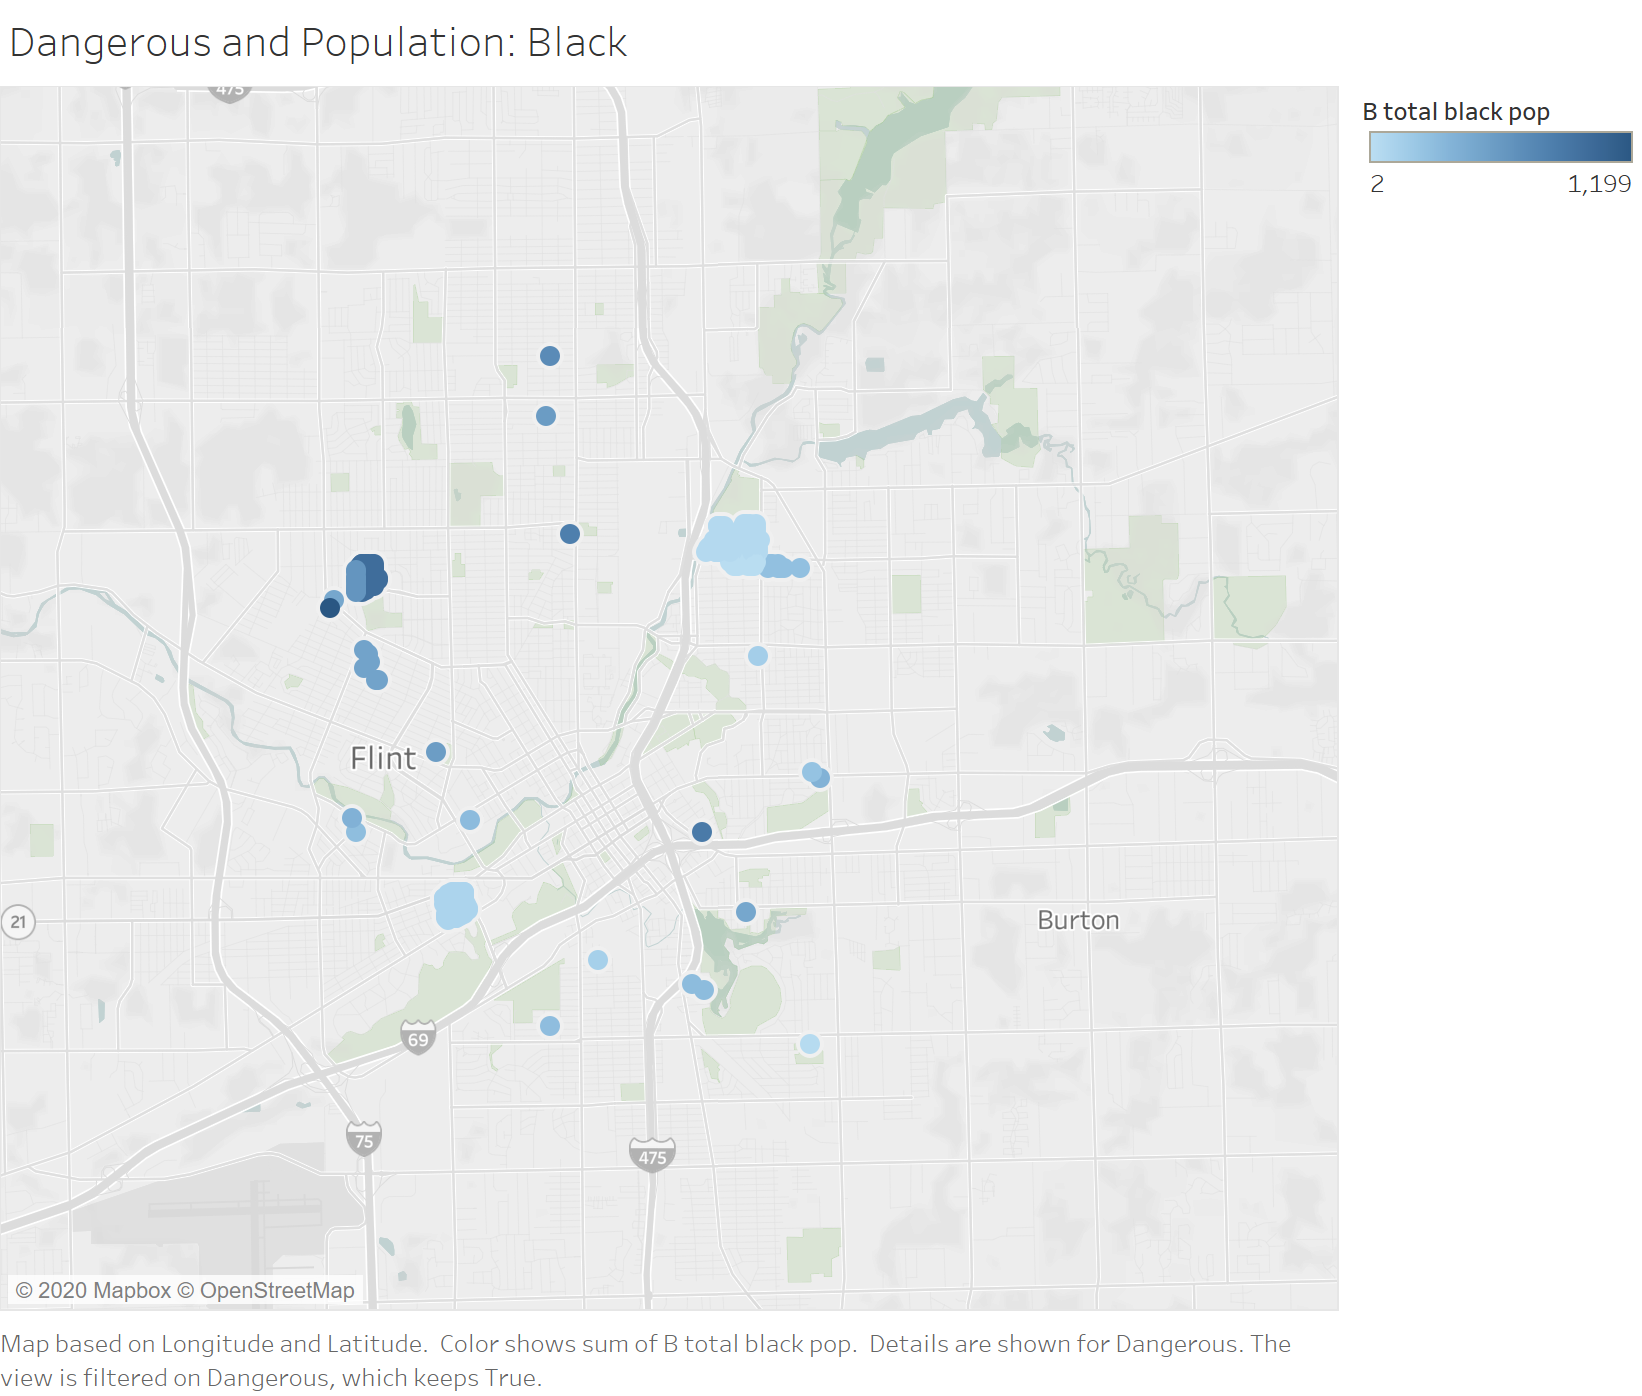 Dangerous and Population: Black
475
B total black pop
2 1,199
Flint
21
Burton
69
75
475
© 2020 Mapbox © OpenStreetMap
Map based on Longitude and Latitude. Color shows sum of B total black pop. Details are shown for Dangerous. The
view is filtered on Dangerous, which keeps True.